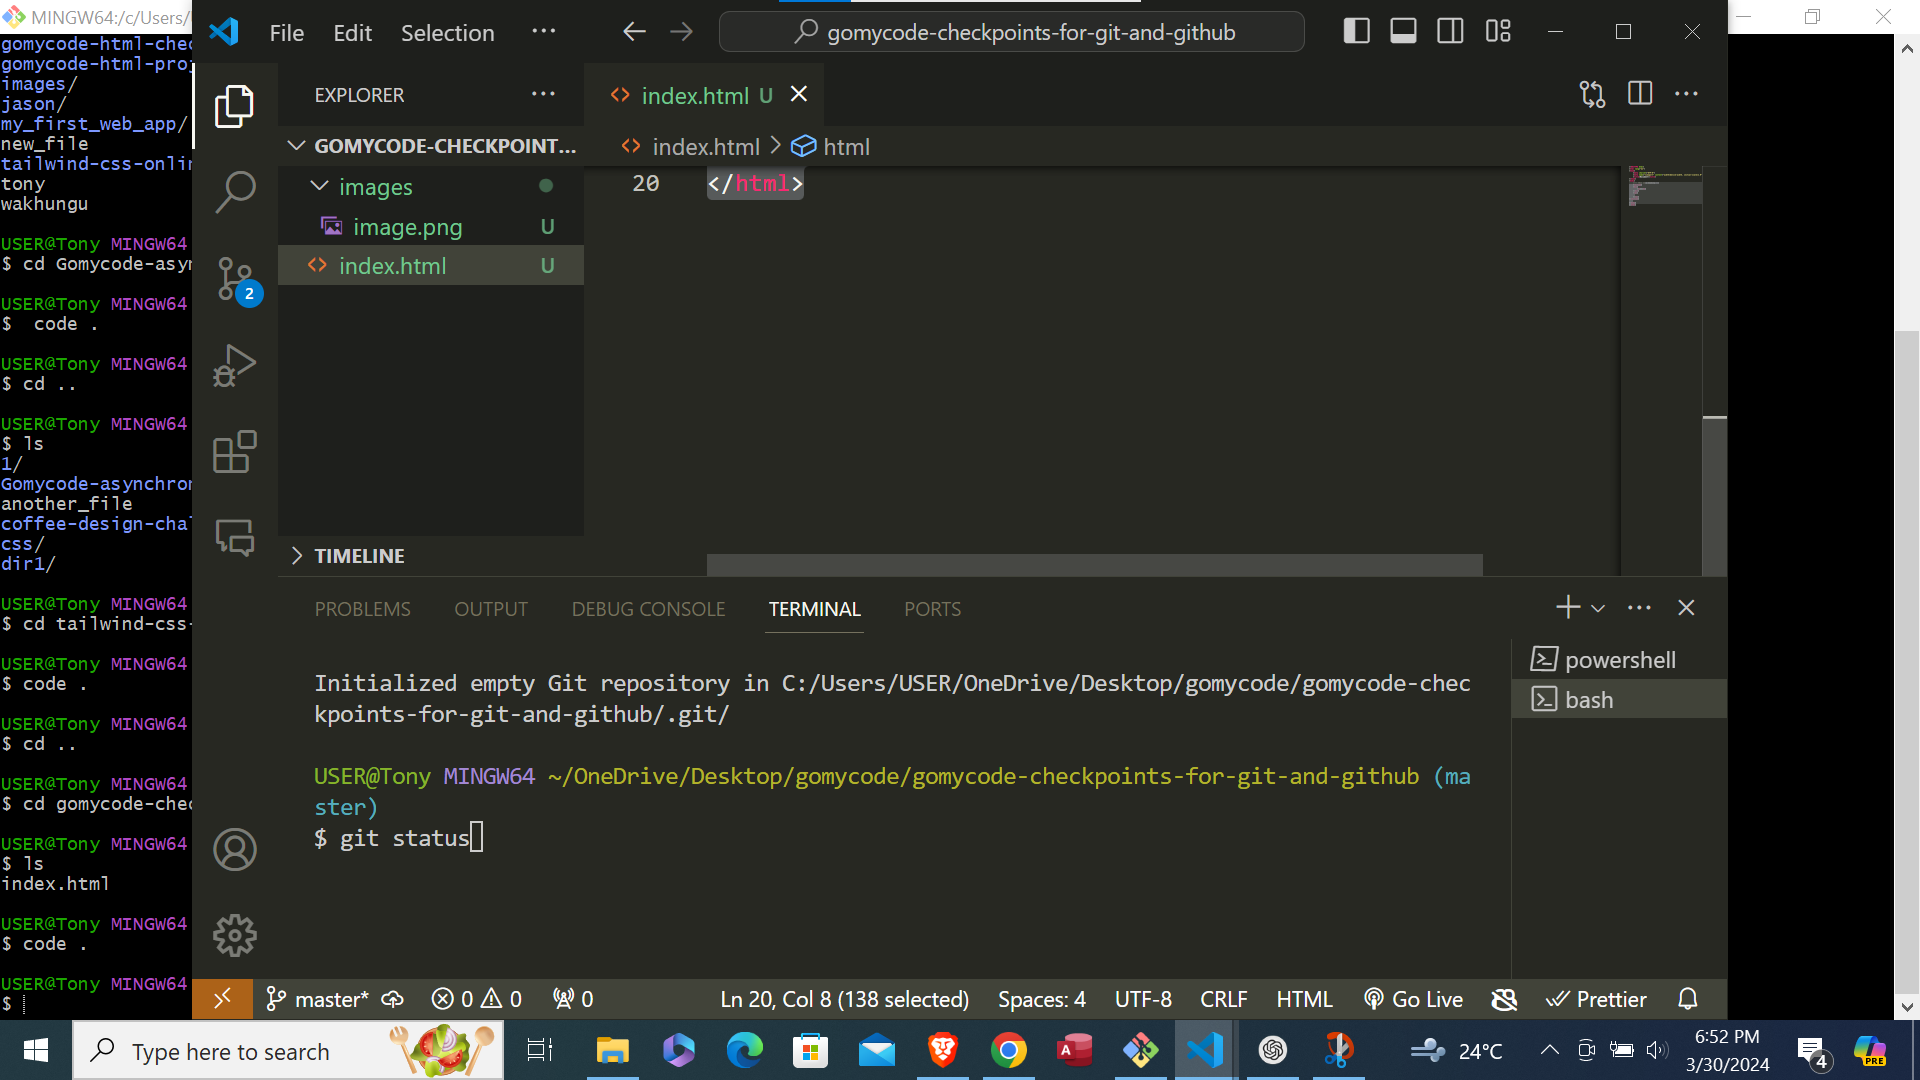 MINGW64:/c/Users/
gomycode-html-che
gomycode-html-pro
images/
jason/
my_first_web_app/
new_file
tailwind-css-onlin
tony
wakhungu
USER@Tony MINGW64
$ cd Gomycode-asyn
USER@Tony MINGW64
$  code .
USER@Tony MINGW64
$ cd ..
USER@Tony MINGW64
$ ls
1/
Gomycode-asynchron
another_file
coffee-design-chal
css/
dir1/
USER@Tony MINGW64
$ cd tailwind-css-
USER@Tony MINGW64
$ code .
USER@Tony MINGW64
$ cd ..
USER@Tony MINGW64
$ cd gomycode-chec
USER@Tony MINGW64
$ ls
index.html
USER@Tony MINGW64
$ code .
USER@Tony MINGW64
$
File Edit Selection ···
gomycode-checkpoints-for-git-and-github
EXPLORER
GOMYCODE-CHECKPOINT...
images
image.png U
index.html U
2
TIMELINE
index.html U
index.html > html
20 </html>
PROBLEMS OUTPUT DEBUG CONSOLE TERMINAL PORTS
powershell
bash
Initialized empty Git repository in C:/Users/USER/OneDrive/Desktop/gomycode/gomycode-chec
kpoints-for-git-and-github/.git/
USER@Tony MINGW64 ~/OneDrive/Desktop/gomycode/gomycode-checkpoints-for-git-and-github (ma
ster)
$ git status
master* 0 0 0 Ln 20, Col 8 (138 selected) Spaces: 4 UTF-8 CRLF HTML Go Live Prettier
Type here to search
24°C
6:52 PM
3/30/2024
4
PRE